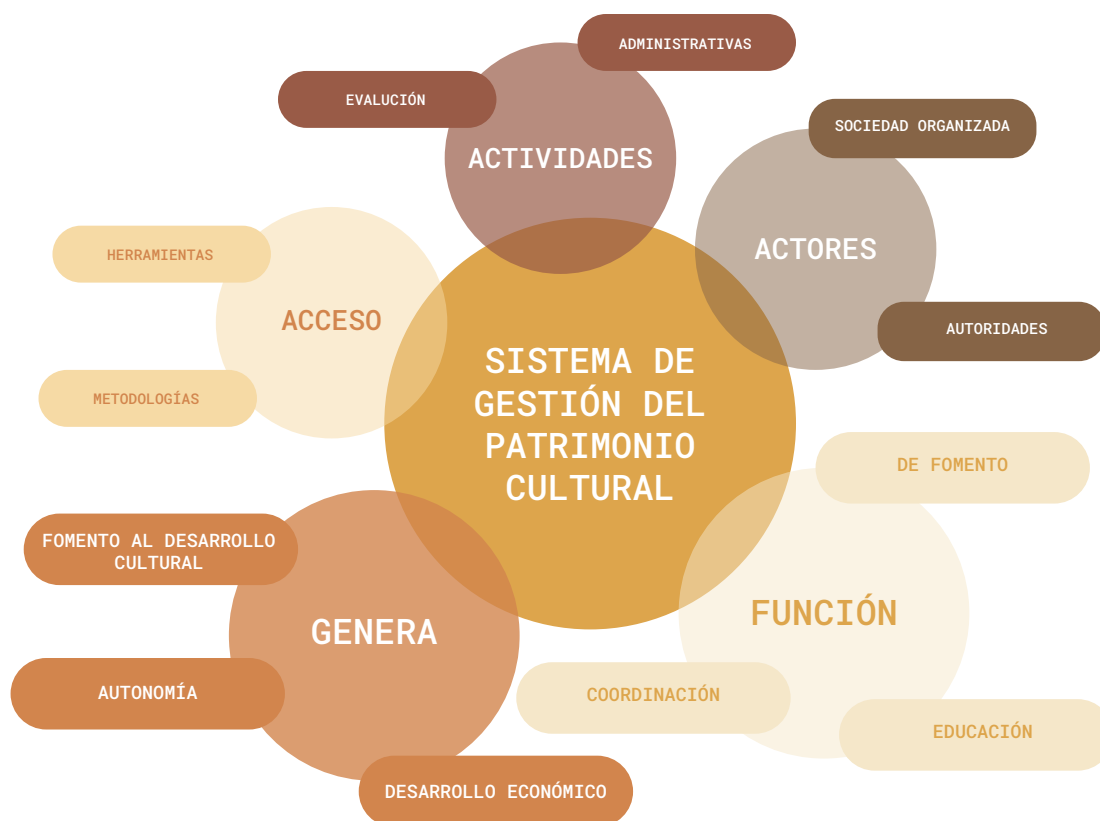 ADMINISTRATIVAS
EVALUCIÓN
ACTIVIDADES
SOCIEDAD ORGANIZADA
ACTORES
AUTORIDADES
HERRAMIENTAS
ACCESO
METODOLOGÍAS
SISTEMA DE
GESTIÓN DEL
PATRIMONIO
CULTURAL
DE FOMENTO
FUNCIÓN
COORDINACIÓN
EDUCACIÓN
FOMENTO AL DESARROLLO
CULTURAL
GENERA
AUTONOMÍA
DESARROLLO ECONÓMICO